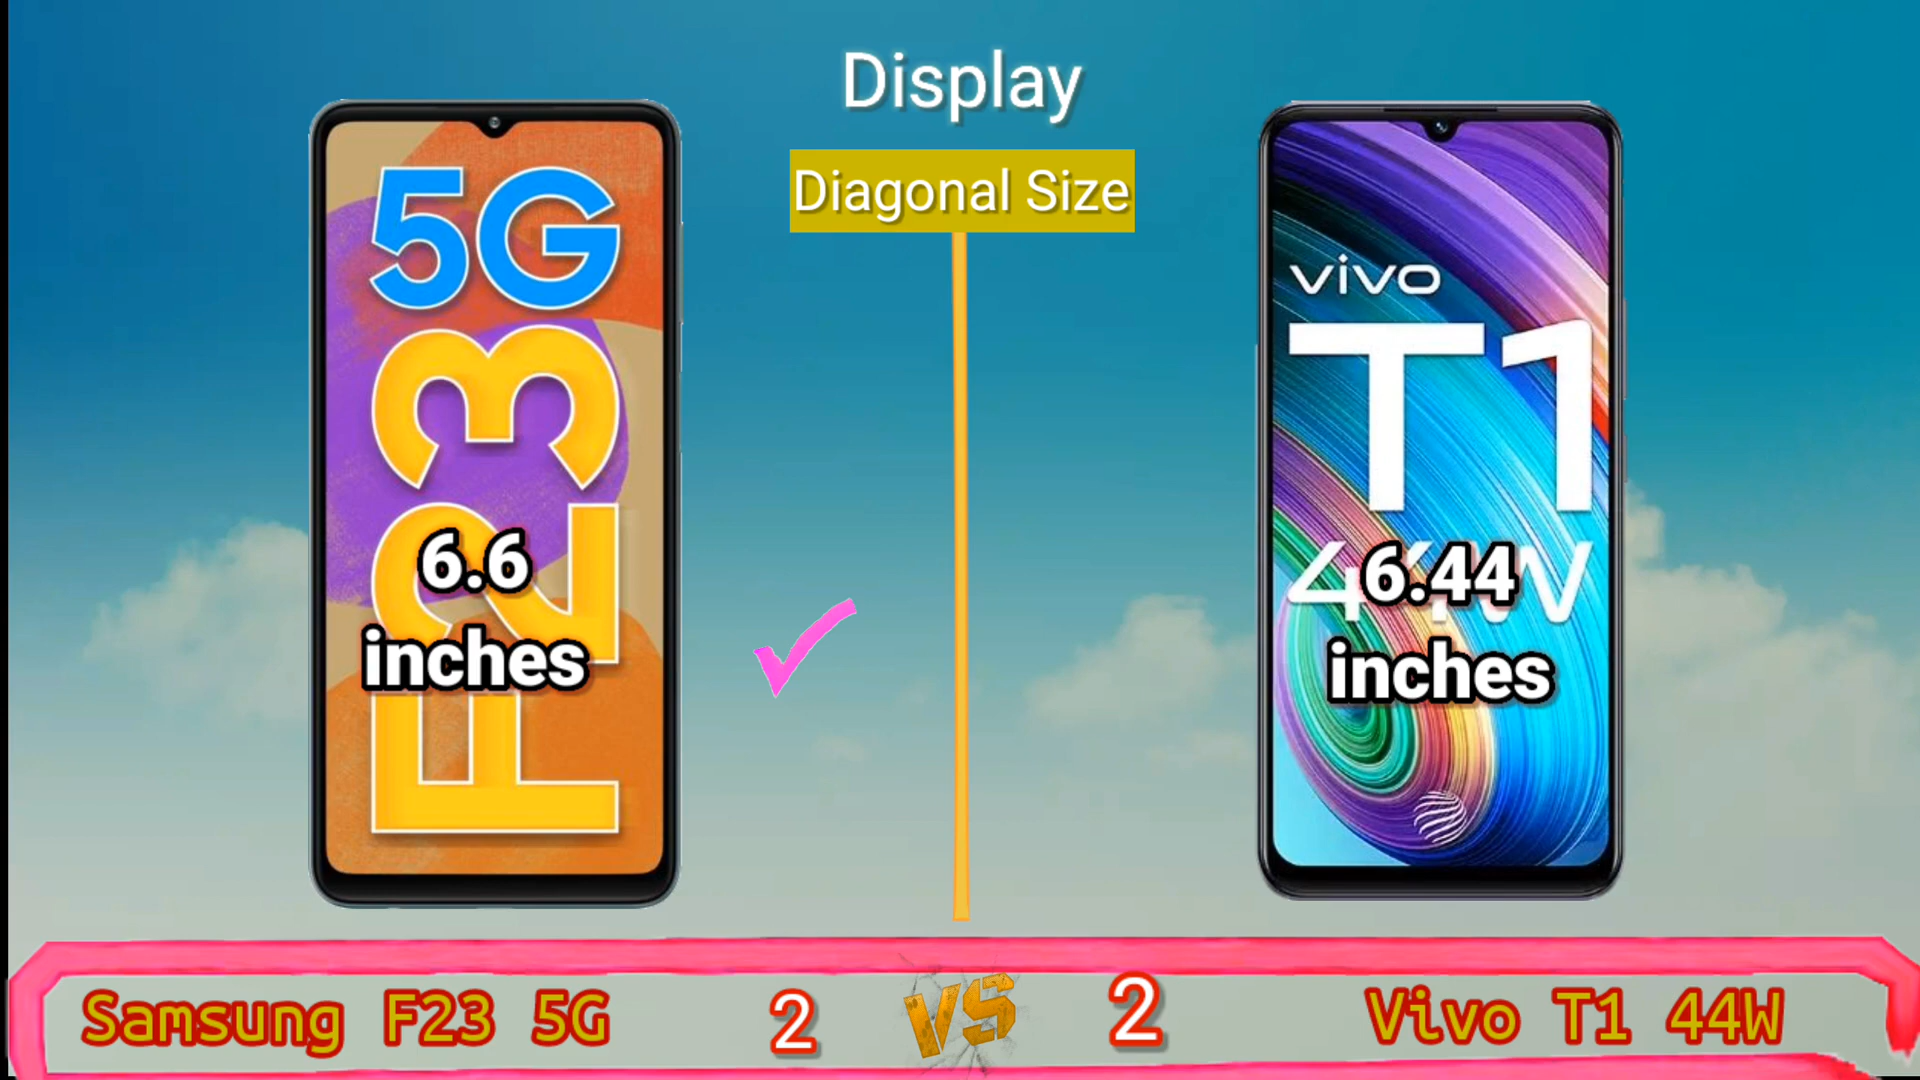 Display
Diagonal Size
5G
F23
6.6
inches
vivo
T1
44W
6.44
inches
Samsung F23 5G
2
VS
2
Vivo T1 44W